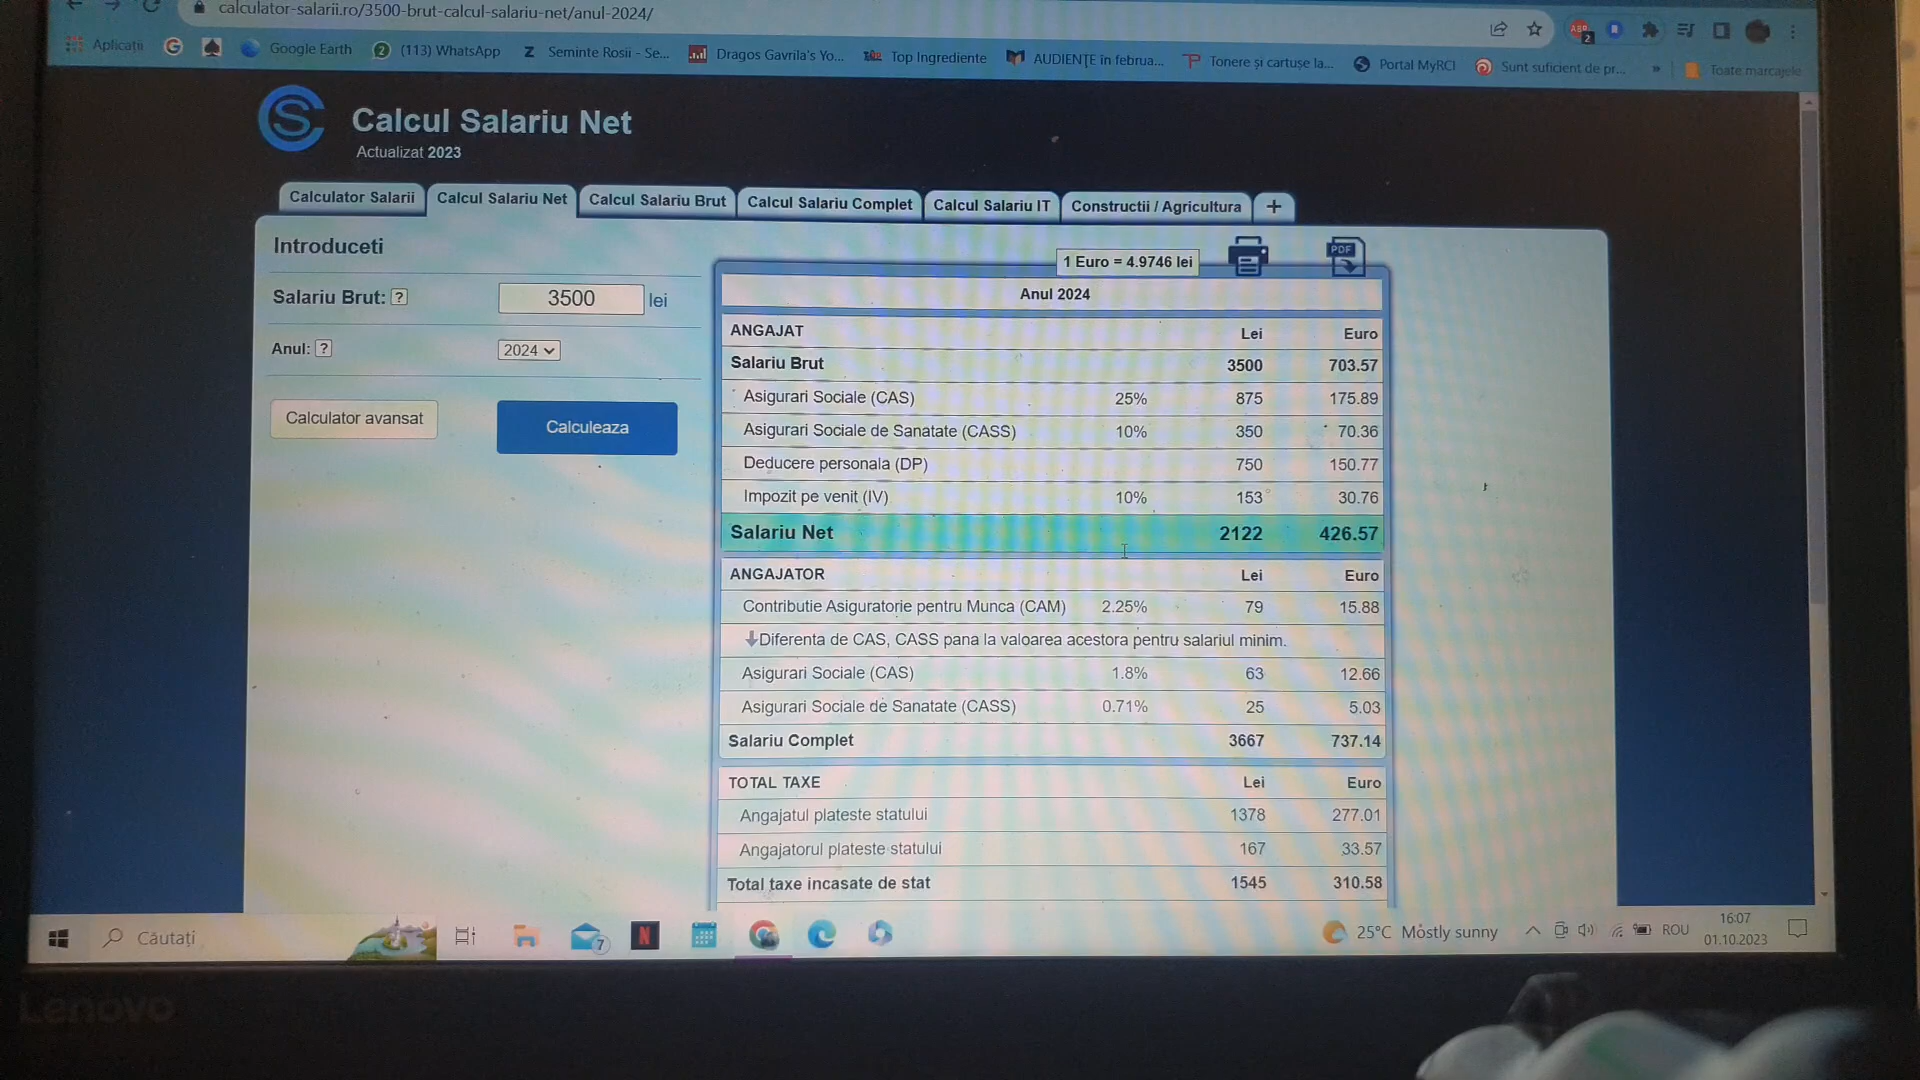 calculator-salarii.ro/3500-brut-calcul-salariu-net/anul-2024/
ABP 2
Aplicații G Google Earth 2 (113) WhatsApp Z Seminte Rosii - Se... Dragos Gavrila's Yo... TOP Top Ingrediente AUDIENȚE în februa... TP Tonere și cartușe la... Portal MyRCI Sunt suficient de pr... » Toate marcajele
Calcul Salariu Net
Actualizat 2023
Calculator Salarii Calcul Salariu Net Calcul Salariu Brut Calcul Salariu Complet Calcul Salariu IT Constructii / Agricultura +
Introduceti
Salariu Brut: ? 3500 lei
Anul: ? 2024
Calculator avansat Calculeaza
1 Euro = 4.9746 lei PDF
Anul 2024
ANGAJAT Lei Euro
Salariu Brut 3500 703.57
Asigurari Sociale (CAS) 25% 875 175.89
Asigurari Sociale de Sanatate (CASS) 10% 350 70.36
Deducere personala (DP) 750 150.77
Impozit pe venit (IV) 10% 153 30.76
Salariu Net 2122 426.57
ANGAJATOR Lei Euro
Contributie Asiguratorie pentru Munca (CAM) 2.25% 79 15.88
Diferenta de CAS, CASS pana la valoarea acestora pentru salariul minim.
Asigurari Sociale (CAS) 1.8% 63 12.66
Asigurari Sociale de Sanatate (CASS) 0.71% 25 5.03
Salariu Complet 3667 737.14
TOTAL TAXE Lei Euro
Angajatul plateste statului 1378 277.01
Angajatorul plateste statului 167 33.57
Total taxe incasate de stat 1545 310.58
Căutați 7 N 25°C Mostly sunny ROU 16:07
01.10.2023
Lenovo